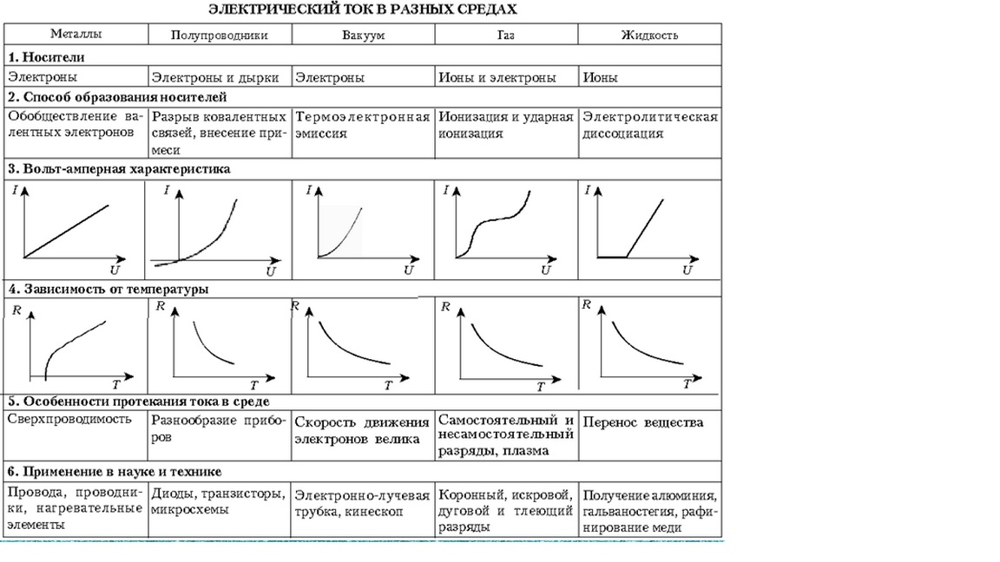 ЭЛЕКТРИЧЕСКИЙ ТОК В РАЗНЫХ СРЕДАХ
Металлы Полупроводники Вакуум Газ Жидкость
1. Носители
Электроны Электроны и дырки Электроны Ионы и электроны Ионы
2. Способ образования носителей
Обобществление ва- Разрыв ковалентных Термоэлектронная Ионизация и ударная Электролитическая
лентных электронов связей, внесение при- эмиссия ионизация диссоциация
меси
3. Вольт-амперная характеристика
I I I I I
U U U U U
4. Зависимость от температуры
R R R R R
T T T T T
5. Особенности протекания тока в среде
Сверхпроводимость Разнообразие прибо- Скорость движения Самостоятельный и Перенос вещества
ров электронов велика несамостоятельный
разряды, плазма
6. Применение в науке и технике
Провода, проводни- Диоды, транзисторы, Электронно-лучевая Коронный, искровой, Получение алюминия,
ки, нагревательные микросхемы трубка, кинескоп дуговой и тлеющий гальваностегия, рафи-
элементы разряды нирование меди